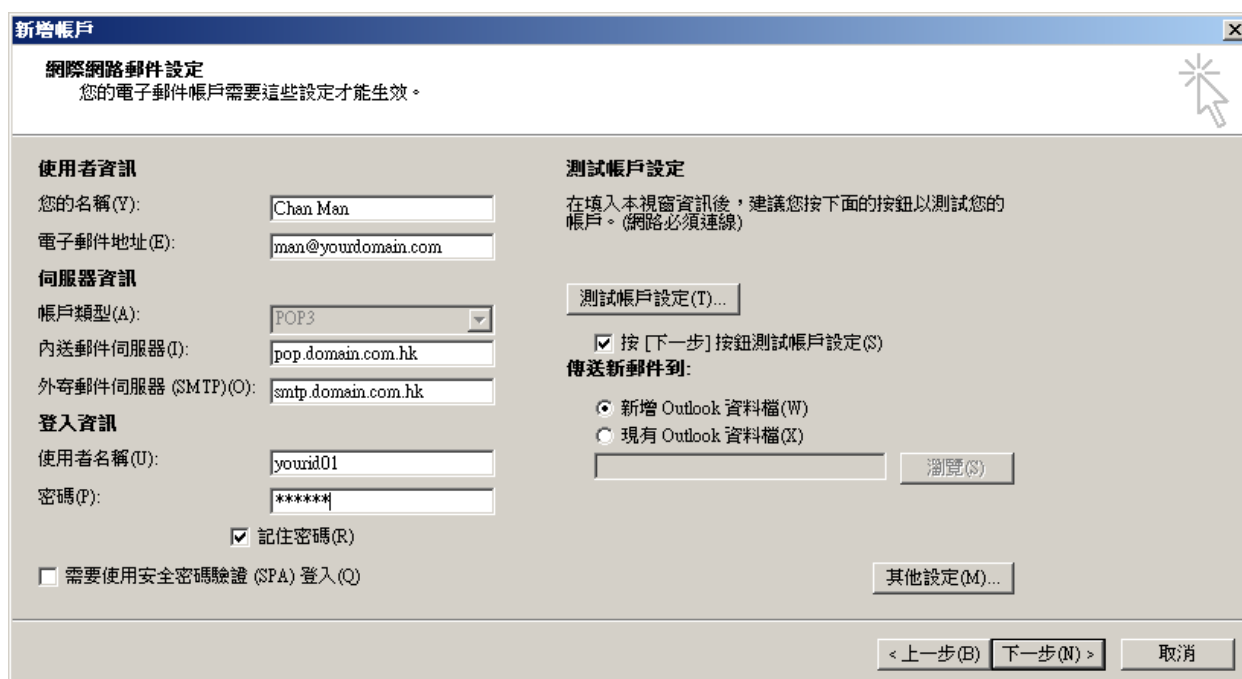 新增帳戶
網際網路郵件設定
您的電子郵件帳戶需要這些設定才能生效。
使用者資訊
您的名稱(Y):
Chan Man
電子郵件地址(E):
man@yourdomain.com
伺服器資訊
帳戶類型(A):
POP3
內送郵件伺服器(I):
pop.domain.com.hk
外寄郵件伺服器 (SMTP)(O):
smtp.domain.com.hk
登入資訊
使用者名稱(U):
yourid01
密碼(P):
******
記住密碼(R)
需要使用安全密碼驗證 (SPA) 登入(Q)
測試帳戶設定
在填入本視窗資訊後，建議您按下面的按鈕以測試您的
帳戶。(網路必須連線)
測試帳戶設定(T)...
按 [下一步] 按鈕測試帳戶設定(S)
傳送新郵件到:
新增 Outlook 資料檔(W)
現有 Outlook 資料檔(X)
瀏覽(S)
其他設定(M)...
< 上一步(B)
下一步(N) >
取消